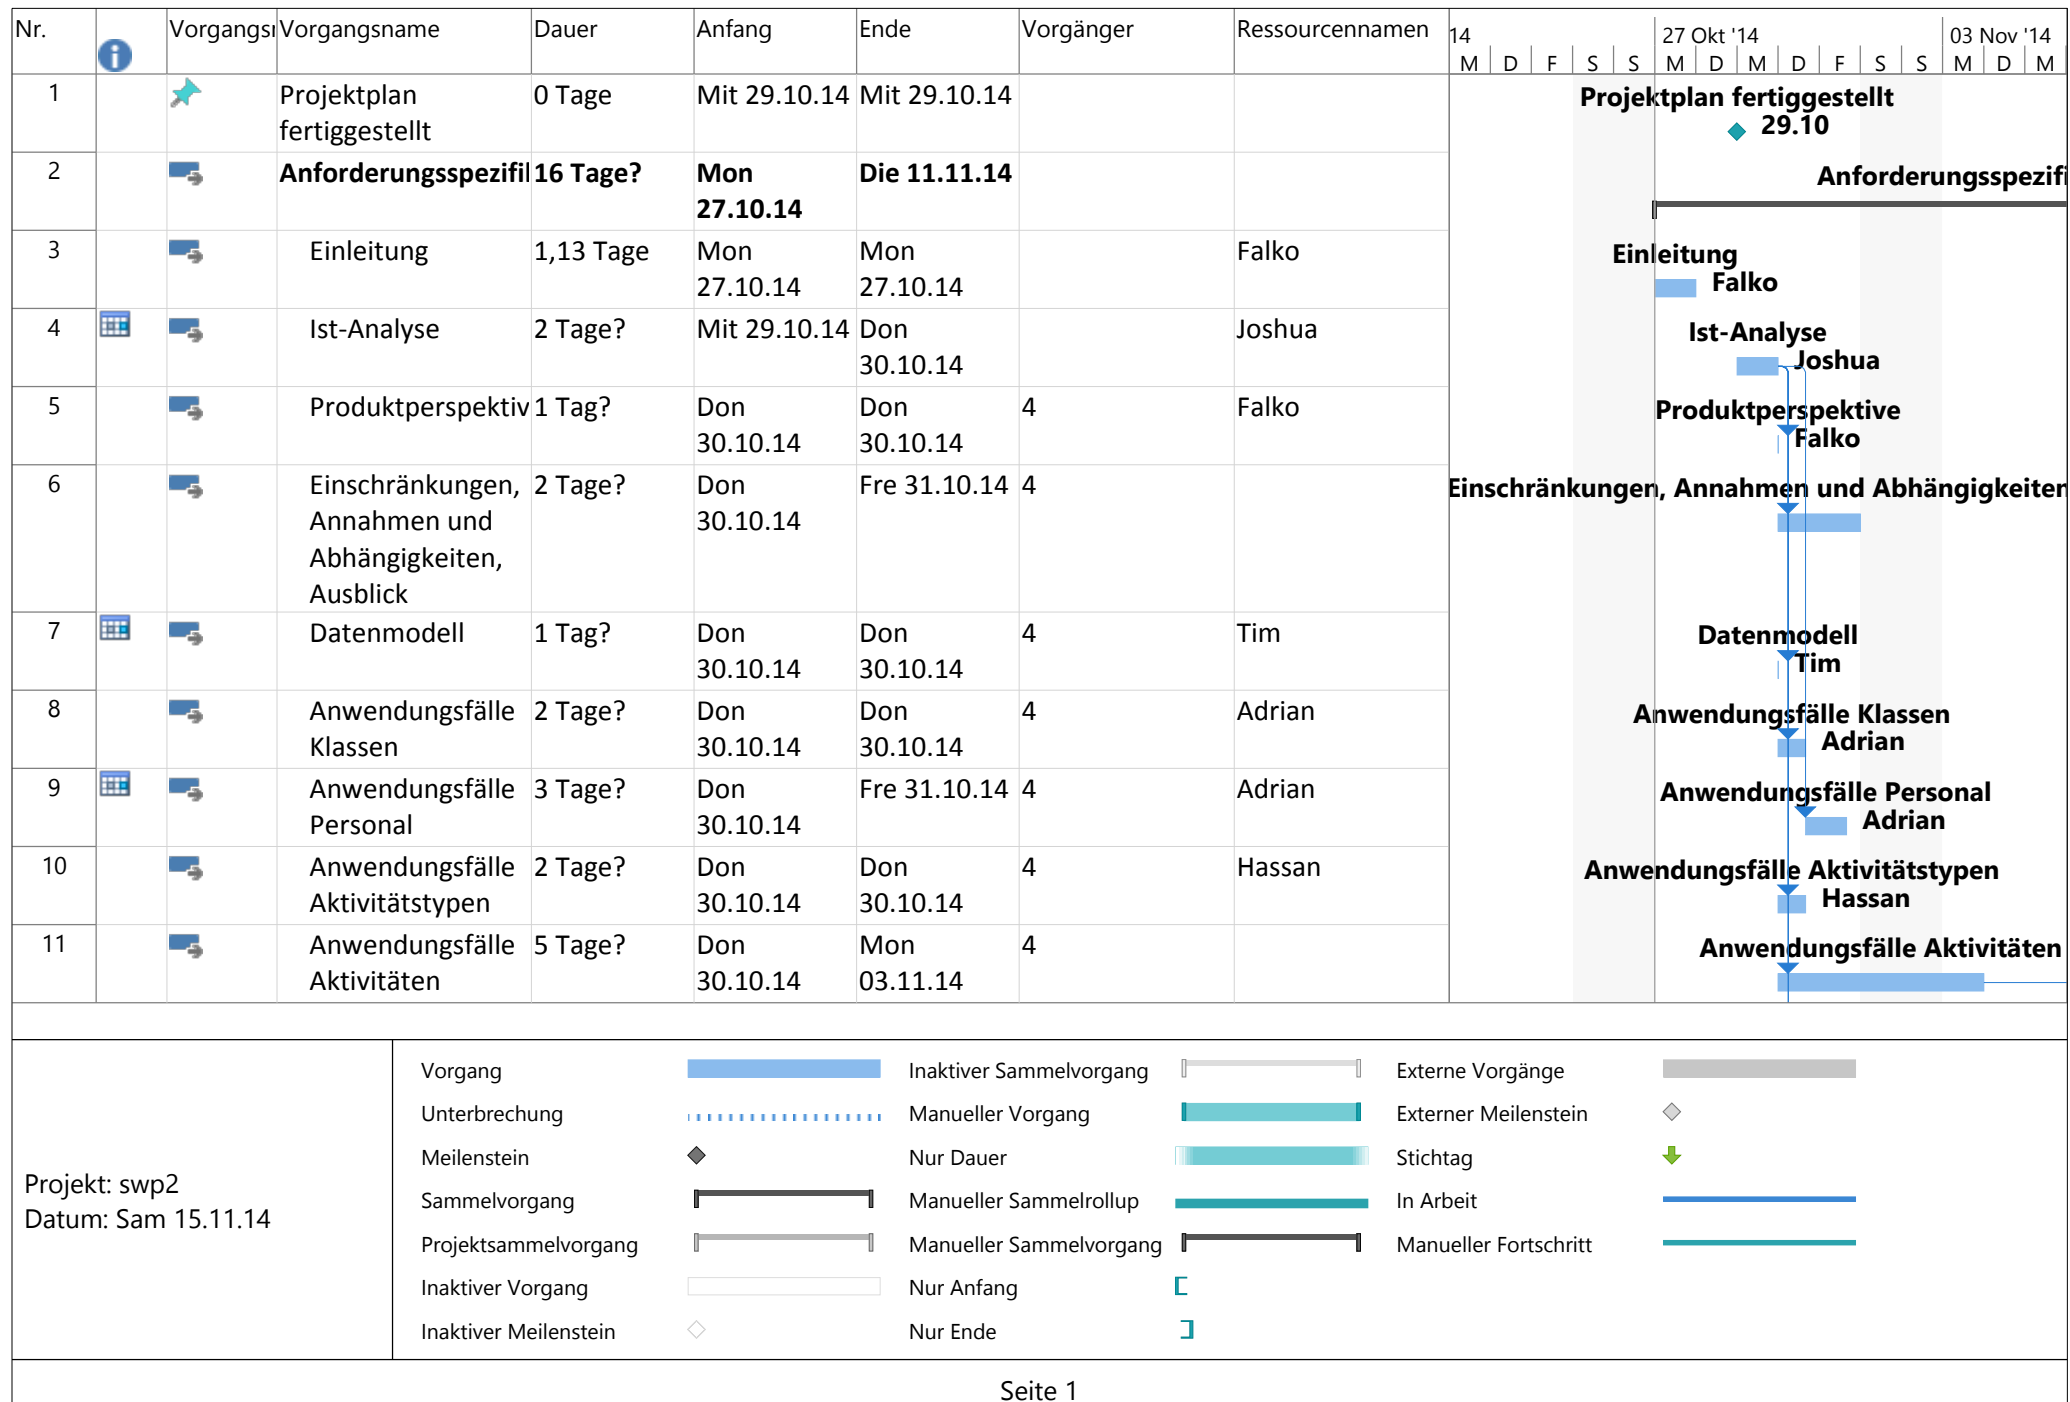 Nr. Vorgangsr Vorgangsname Dauer Anfang Ende Vorgänger Ressourcennamen 14 27 Okt '14 03 Nov '14
M D F S S M D M D F S S M D M
1 Projektplan 0 Tage Mit 29.10.14 Mit 29.10.14 Projektplan fertiggestellt
fertiggestellt 29.10
2 Anforderungsspezifil 16 Tage? Mon Die 11.11.14 Anforderungsspezifi
27.10.14
3 Einleitung 1,13 Tage Mon Mon Falko Einleitung
27.10.14 27.10.14 Falko
4 Ist-Analyse 2 Tage? Mit 29.10.14 Don Joshua Ist-Analyse
30.10.14 Joshua
5 Produktperspektiv 1 Tag? Don Don 4 Falko Produktperspektive
30.10.14 30.10.14 Falko
6 Einschränkungen, 2 Tage? Don Fre 31.10.14 4 Einschränkungen, Annahmen und Abhängigkeiten
Annahmen und 30.10.14
Abhängigkeiten,
Ausblick
7 Datenmodell 1 Tag? Don Don 4 Tim Datenmodell
30.10.14 30.10.14 Tim
8 Anwendungsfälle 2 Tage? Don Don 4 Adrian Anwendungsfälle Klassen
Klassen 30.10.14 30.10.14 Adrian
9 Anwendungsfälle 3 Tage? Don Fre 31.10.14 4 Adrian Anwendungsfälle Personal
Personal 30.10.14 Adrian
10 Anwendungsfälle 2 Tage? Don Don 4 Hassan Anwendungsfälle Aktivitätstypen
Aktivitätstypen 30.10.14 30.10.14 Hassan
11 Anwendungsfälle 5 Tage? Don Mon 4 Anwendungsfälle Aktivitäten
Aktivitäten 30.10.14 03.11.14
Projekt: swp2
Datum: Sam 15.11.14
Vorgang Inaktiver Sammelvorgang Externe Vorgänge
Unterbrechung Manueller Vorgang Externer Meilenstein
Meilenstein Nur Dauer Stichtag
Sammelvorgang Manueller Sammelrollup In Arbeit
Projektsammelvorgang Manueller Sammelvorgang Manueller Fortschritt
Inaktiver Vorgang Nur Anfang
Inaktiver Meilenstein Nur Ende
Seite 1